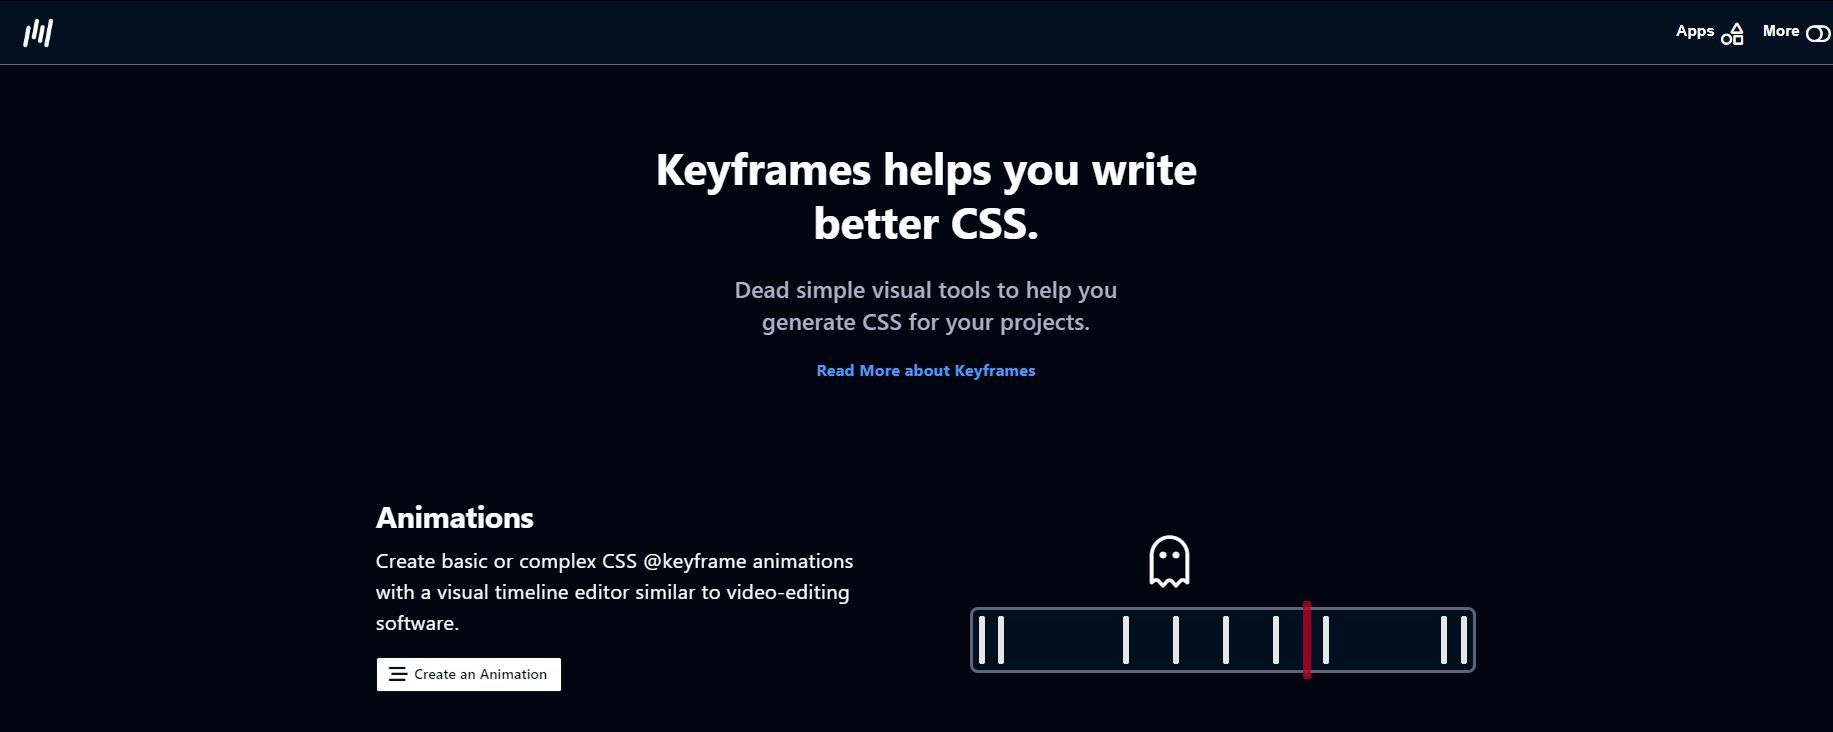 Apps
More
Keyframes helps you write
better CSS.
Dead simple visual tools to help you
generate CSS for your projects.
Read More about Keyframes
Animations
Create basic or complex CSS @keyframe animations
with a visual timeline editor similar to video-editing
software.
Create an Animation